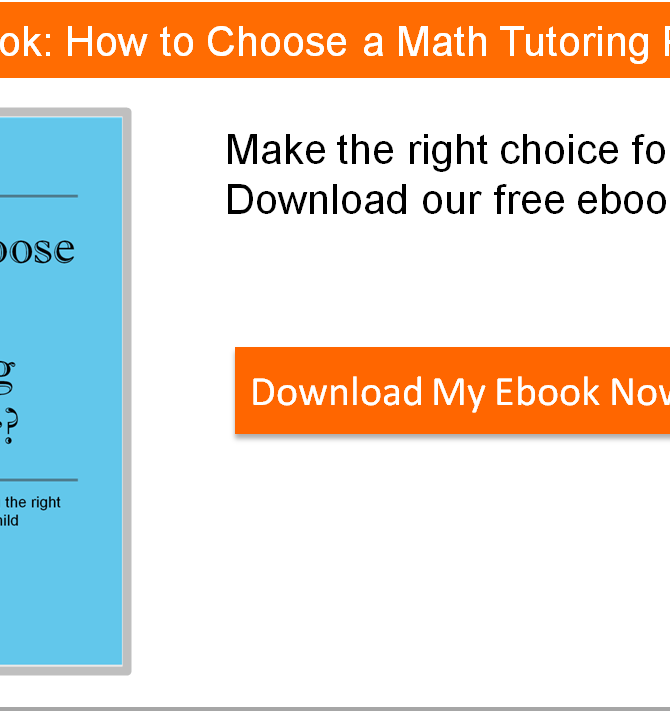 ok: How to Choose a Math Tutoring
Make the right choice fo
Download our free eboo
oose
g
?
the right
ild
Download My Ebook Nov